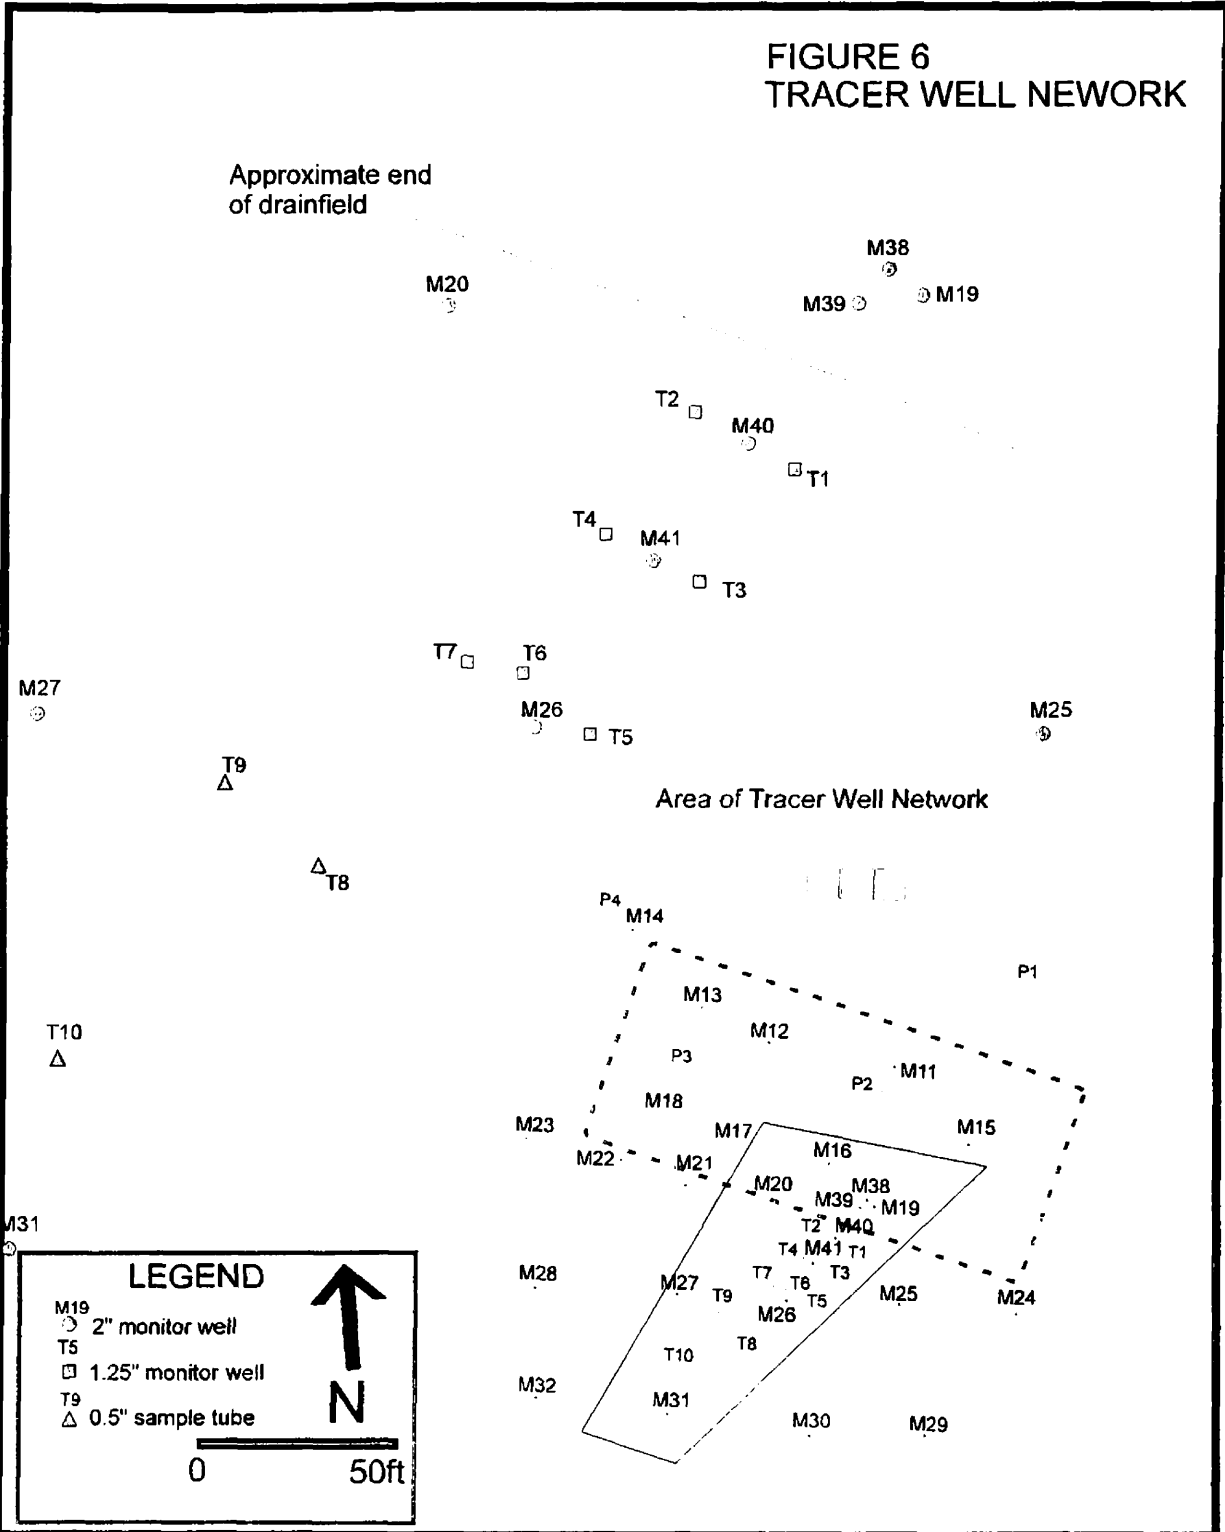 FIGURE 6
TRACER WELL NEWORK
Approximate end
of drainfield
M38
M20
M39
M19
T2
M40
T1
T4
M41
T3
T7
T6
M27
M26
T5
M25
T9
Area of Tracer Well Network
T8
P4
M14
P1
M13
M12
T10
P3
M11
P2
M18
M23
M17
M15
M22
M21
M16
M20
M38
M39
M19
M31
T2
M40
T4
M41
T1
M28
T7
T3
M27
T6
T9
T5
M25
M24
M26
T8
T10
M32
M31
M30
M29
LEGEND
M19
2" monitor well
T5
1.25" monitor well
T9
0.5" sample tube
N
0 50ft